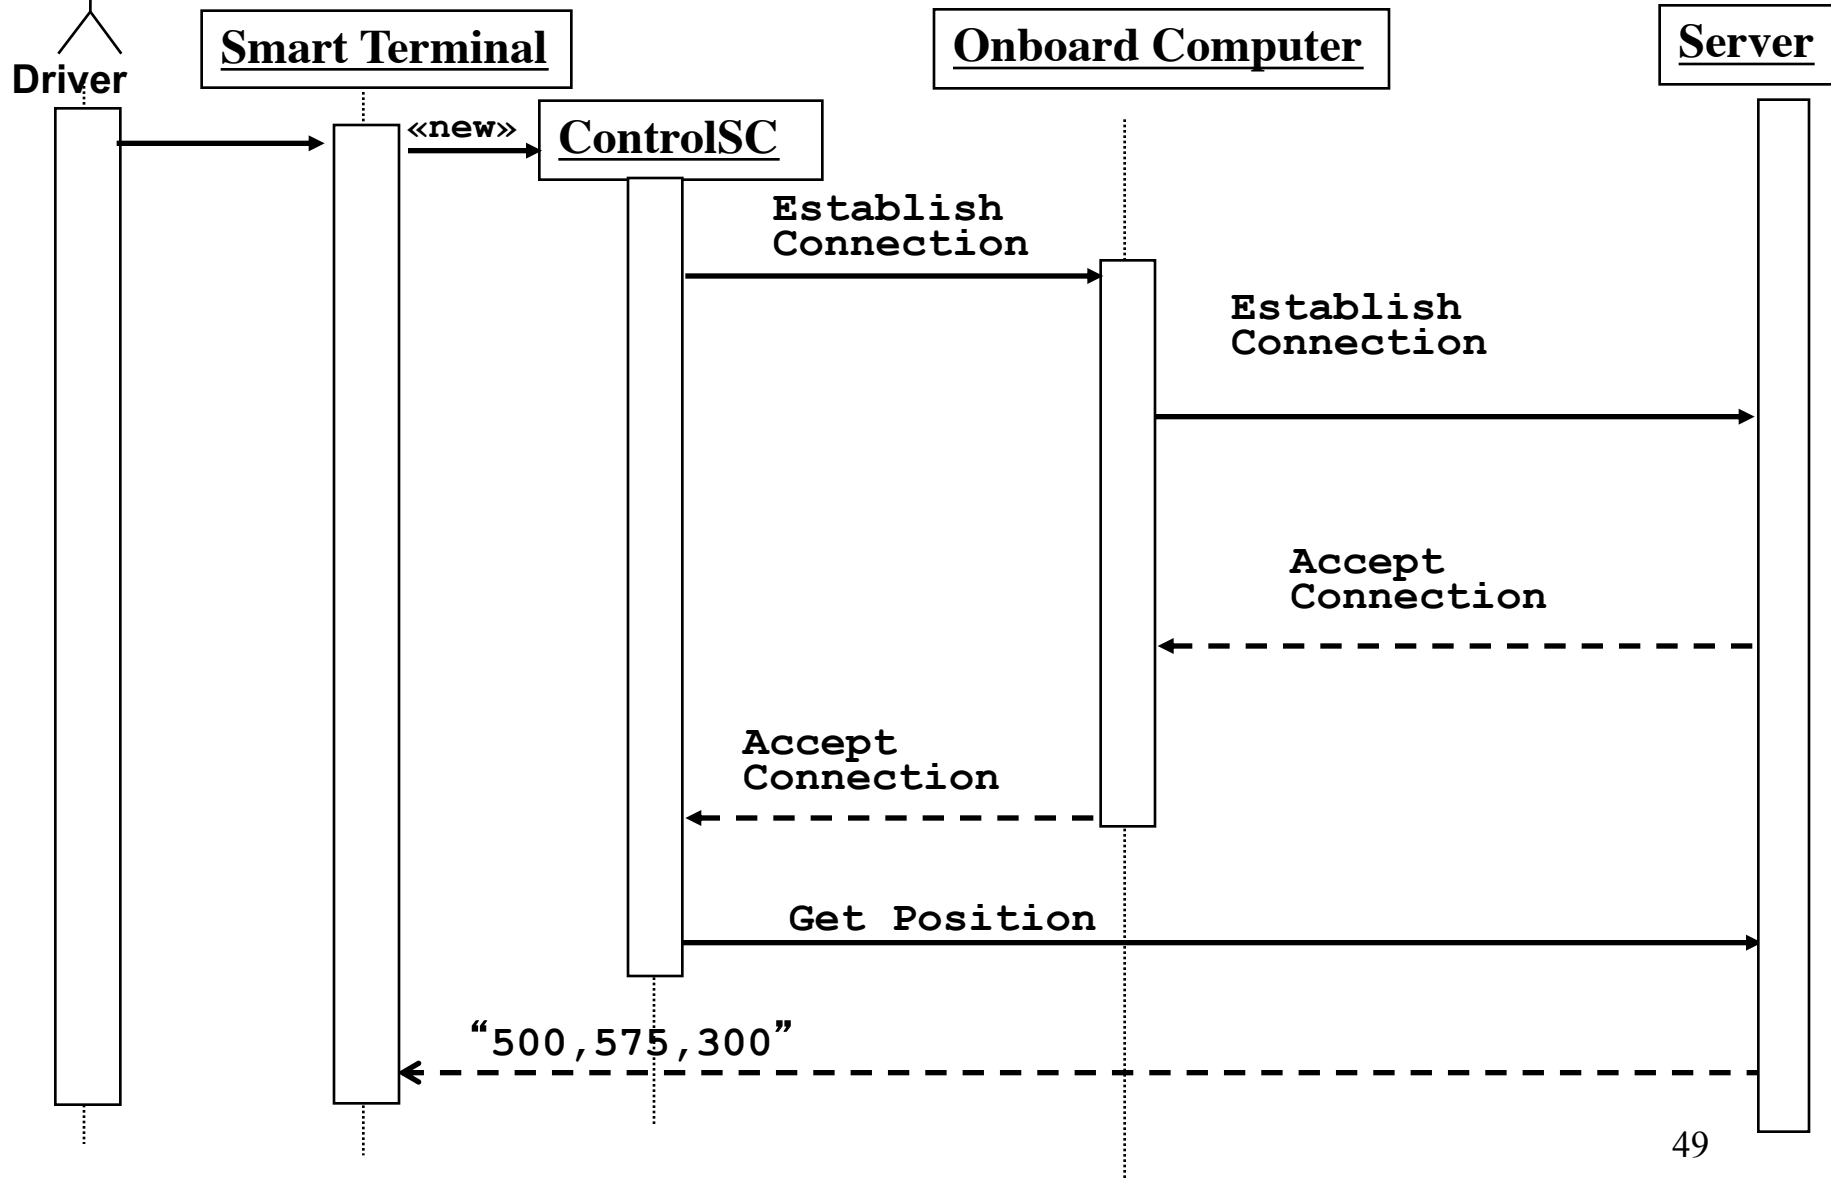 Driver
Smart Terminal
Onboard Computer
Server
«new»
ControlSC
Establish
Connection
Establish
Connection
Accept
Connection
Accept
Connection
Get Position
“500,575,300”
49